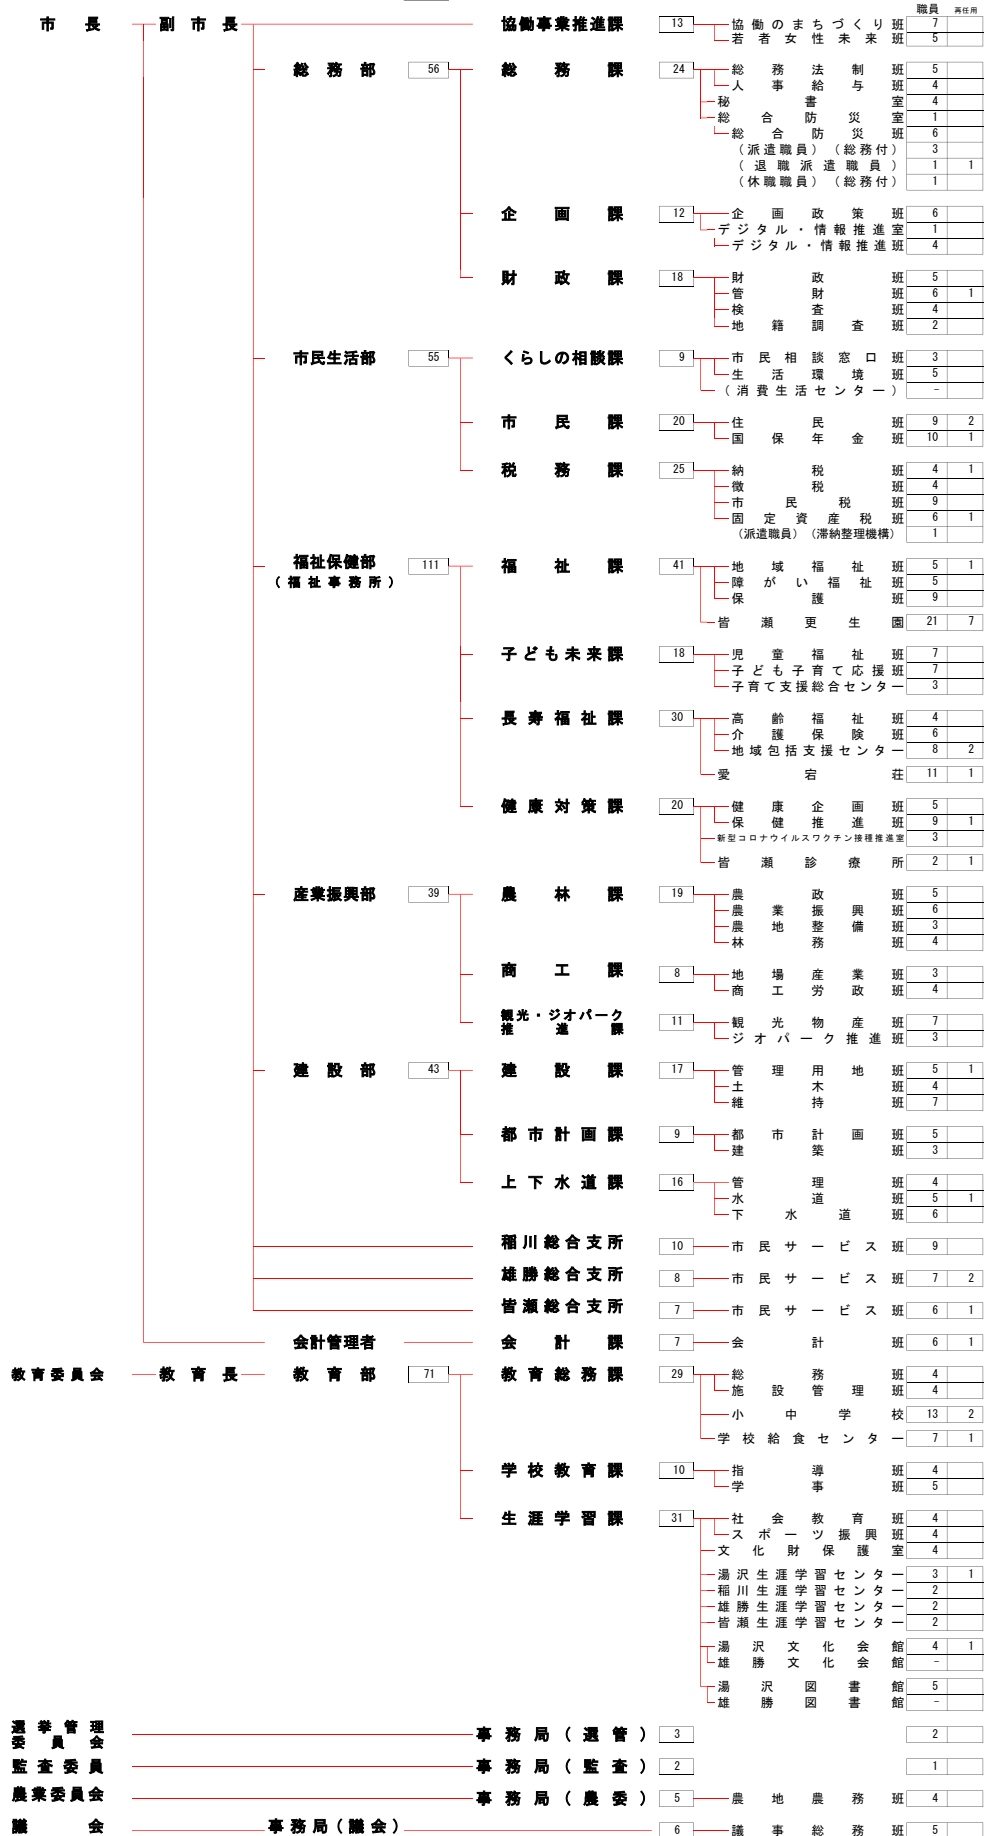 職員 再任用
市長 副市長 協働事業推進課 13 協働のまちづくり班 7
若者女性未来班 5
総務部 56 総務課 24 総務法制班 5
人事給与班 4
秘書室 4
総合防災室 1
総合防災班 6
（派遣職員）（総務付） 3
（退職派遣職員） 1 1
（休職職員）（総務付） 1
企画課 12 企画政策班 6
デジタル・情報推進室 1
デジタル・情報推進班 4
財政課 18 財政班 5
管財班 6 1
検査班 4
地籍調査班 2
市民生活部 55 くらしの相談課 9 市民相談窓口班 3
生活環境班 5
（消費生活センター） -
市民課 20 住民班 9 2
国保年金班 10 1
税務課 25 納税班 4 1
徴税班 4
市民税班 9
固定資産税班 6 1
（派遣職員）（滞納整理機構） 1
福祉保健部 111 福祉課 41 地域福祉班 5 1
（福祉事務所） 障がい福祉班 5
保護班 9
皆瀬更生園 21 7
子ども未来課 18 児童福祉班 7
子ども子育て応援班 7
子育て支援総合センター 3
長寿福祉課 30 高齢福祉班 4
介護保険班 6
地域包括支援センター 8 2
愛宕荘 11 1
健康対策課 20 健康企画班 5
保健推進班 9 1
新型コロナウイルスワクチン接種推進室 3
皆瀬診療所 2 1
産業振興部 39 農林課 19 農政班 5
農業振興班 6
農地整備班 3
林務班 4
商工課 8 地場産業班 3
商工労政班 4
観光・ジオパーク推進課 11 観光物産班 7
ジオパーク推進班 3
建設部 43 建設課 17 管理用地班 5 1
土木班 4
維持班 7
都市計画課 9 都市計画班 5
建築班 3
上下水道課 16 管理班 4
水道班 5 1
下水道班 6
稲川総合支所 10 市民サービス班 9
雄勝総合支所 8 市民サービス班 7 2
皆瀬総合支所 7 市民サービス班 6 1
会計管理者 会計課 7 会計班 6 1
教育委員会 教育長 教育部 71 教育総務課 29 総務班 4
施設管理班 4
小中学校 13 2
学校給食センター 7 1
学校教育課 10 指導班 4
学事班 5
生涯学習課 31 社会教育班 4
スポーツ振興班 4
文化財保護室 4
湯沢生涯学習センター 3 1
稲川生涯学習センター 2
雄勝生涯学習センター 2
皆瀬生涯学習センター 2
湯沢文化会館 4 1
雄勝文化会館 -
湯沢図書館 5
雄勝図書館 -
選挙管理委員会 事務局（選管） 3 2
監査委員 事務局（監査） 2 1
農業委員会 事務局（農委） 5 農地農務班 4
議会 事務局（議会） 6 議事総務班 5